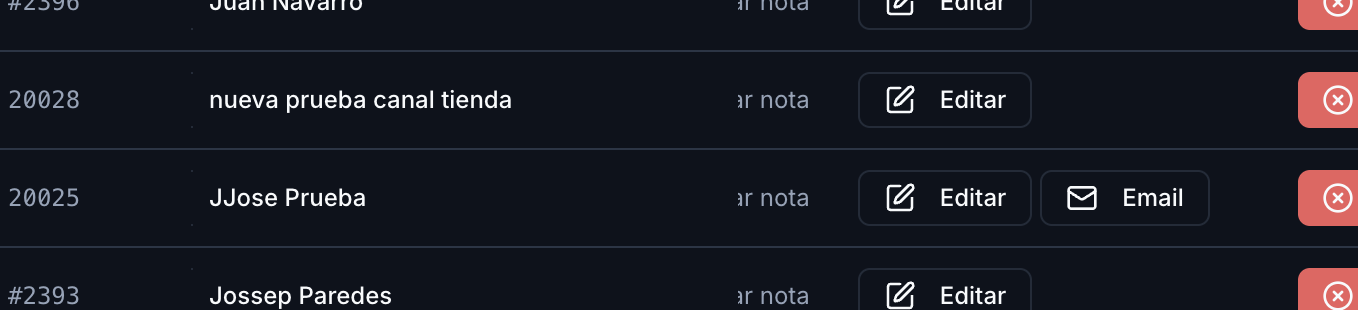 #2396 Juan Navarro ar nota Editar
20028 nueva prueba canal tienda ar nota Editar
20025 JJose Prueba ar nota Editar Email
#2393 Jossep Paredes ar nota Editar